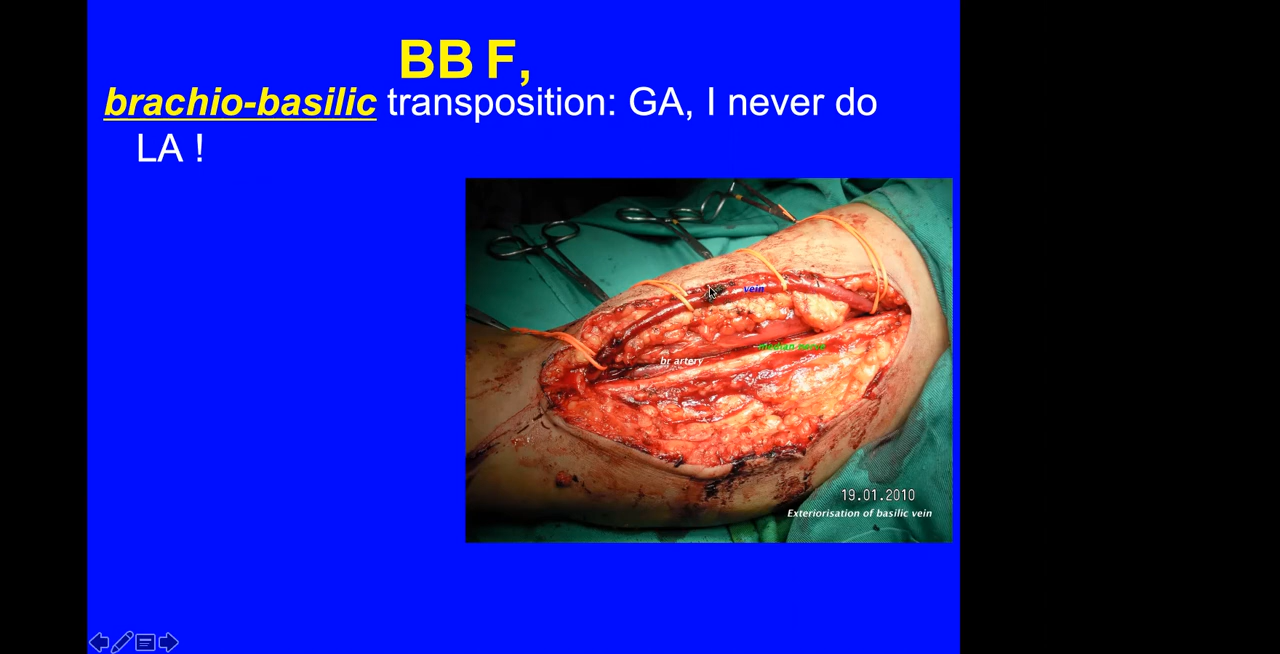 BB F,
brachio-basilic transposition: GA, I never do
LA !
vein
median nerve
br artery
19.01.2010
Exteriorisation of basilic vein